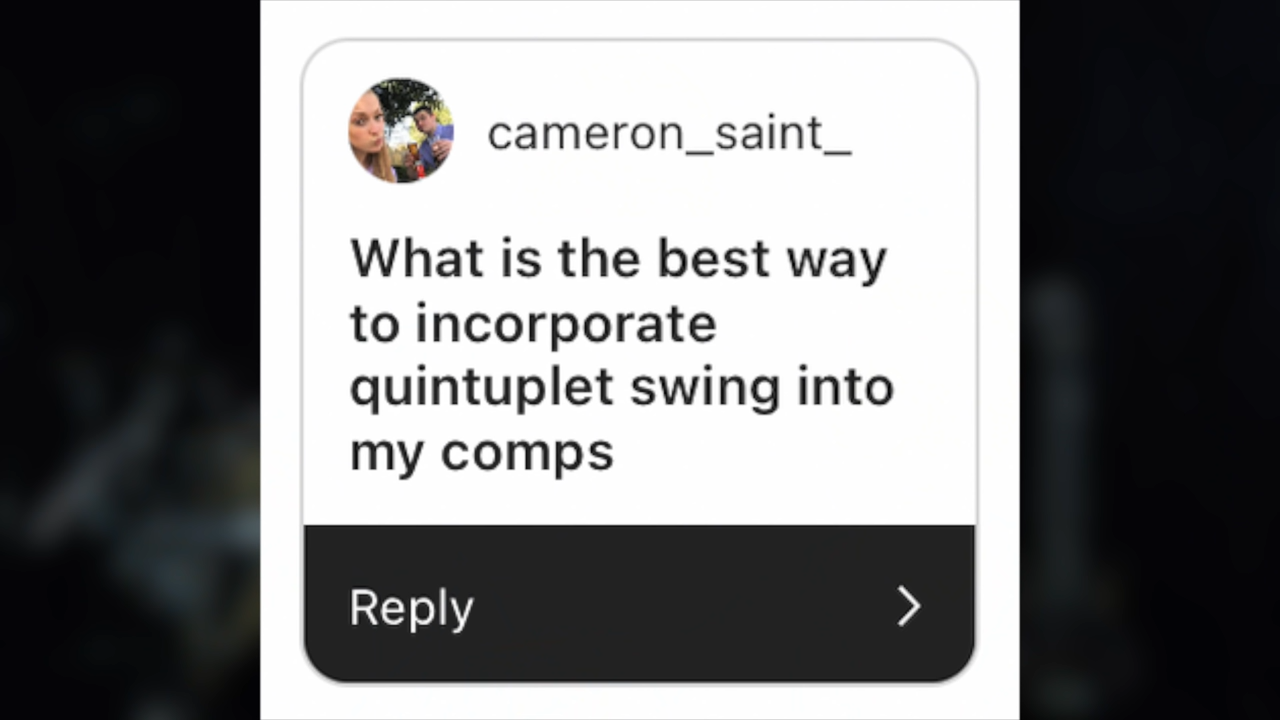 cameron_saint_
What is the best way
to incorporate
quintuplet swing into
my comps
Reply